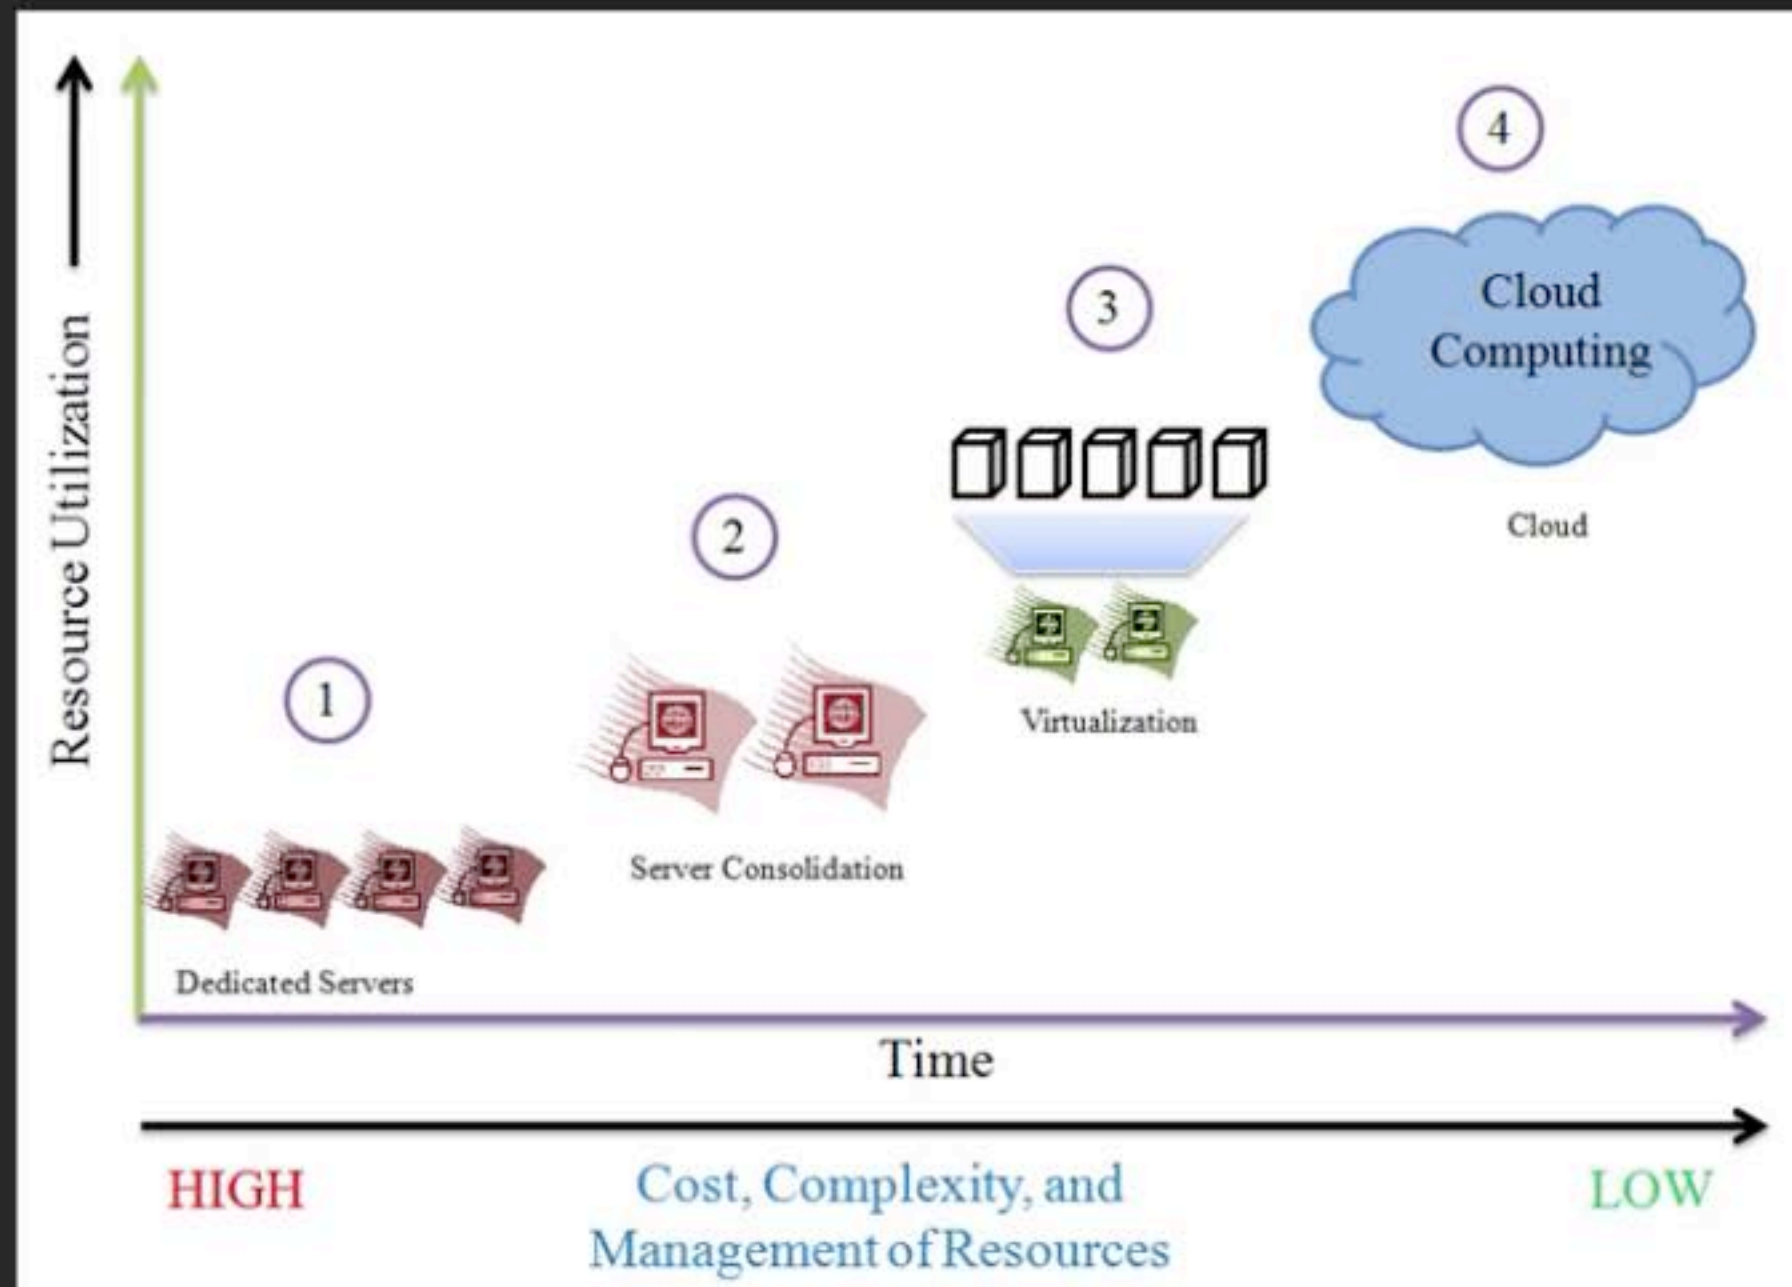 4
Cloud
Computing
Cloud
3
Virtualization
2
Server Consolidation
1
Dedicated Servers
Resource Utilization
Time
HIGH
Cost, Complexity, and
Management of Resources
LOW